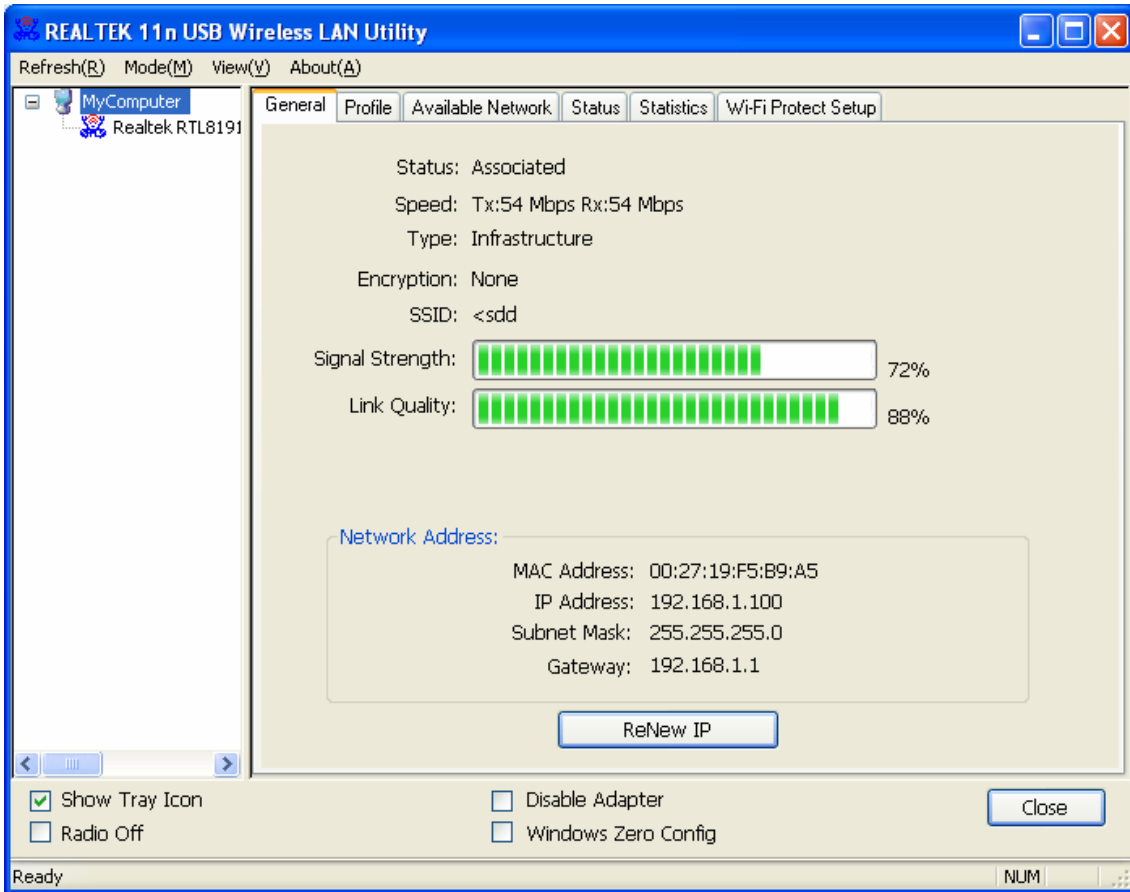 REALTEK 11n USB Wireless LAN Utility
Refresh(R) Mode(M) View(V) About(A)
MyComputer
Realtek RTL8191
General Profile Available Network Status Statistics Wi-Fi Protect Setup
Status: Associated
Speed: Tx:54 Mbps Rx:54 Mbps
Type: Infrastructure
Encryption: None
SSID: <sdd
Signal Strength: 72%
Link Quality: 88%
Network Address:
MAC Address: 00:27:19:F5:B9:A5
IP Address: 192.168.1.100
Subnet Mask: 255.255.255.0
Gateway: 192.168.1.1
ReNew IP
Show Tray Icon Disable Adapter Close
Radio Off Windows Zero Config
Ready NUM